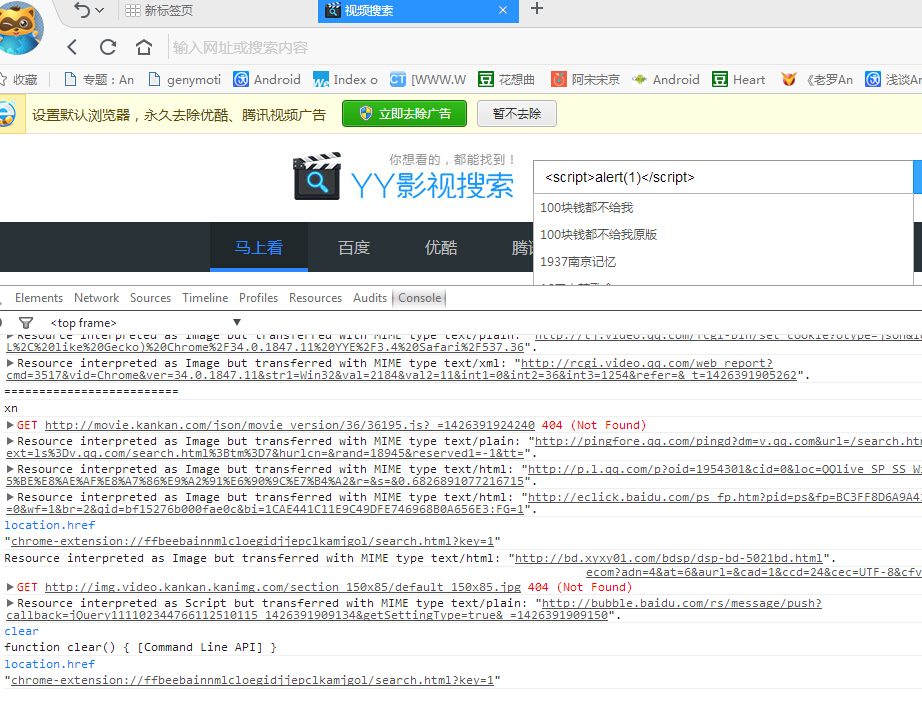 新标签页
视频搜索
输入网址或搜索内容
收藏 专题：An genymoti Android Index o [WWW.W 花想曲 阿宋宋京 Android Heart 《老罗An 浅谈An
设置默认浏览器，永久去除优酷、腾讯视频广告 立即去除广告 暂不去除
你想看的，都能找到！
YY影视搜索
<script>alert(1)</script>
100块钱都不给我
100块钱都不给我原版
1937南京记忆
马上看 百度 优酷 腾讯
Elements Network Sources Timeline Profiles Resources Audits Console
<top frame>
Resource interpreted as Image but transferred with MIME type text/plain:
L%2C%20like%20Gecko)%20Chrome%2F34.0.1847.11%20YYE%2F3.4%20Safari%2F537.36".
Resource interpreted as Image but transferred with MIME type text/xml: "http://rcgi.video.qq.com/web_report?
cmd=3517&vid=Chrome&ver=34.0.1847.11&str1=Win32&val=2184&val2=11&int1=0&int2=36&int3=1254&refer=&_t=1426391905262".
=========================
xn
GET http://movie.kankan.com/json/movie_version/36/36195.js?_=1426391924240 404 (Not Found)
Resource interpreted as Image but transferred with MIME type text/plain: "http://pingfore.qq.com/pingd?dm=v.qq.com&url=/search.htm
ext=ls%3Dv.qq.com/search.html%3Btm%3D7&hurlcn=&rand=18945&reserved1=-1&tt=".
Resource interpreted as Image but transferred with MIME type text/html: "http://p.l.qq.com/p?oid=1954301&cid=0&loc=QQlive_SP_SS_Wi
5%BE%E8%AE%AF%E8%A7%86%E9%A2%91%E6%90%9C%E7%B4%A2&r=&s=&0.6826891077216715".
Resource interpreted as Image but transferred with MIME type text/html: "http://eclick.baidu.com/ps_fp.htm?pid=ps&fp=BC3FF8D6A9A4
=0&wf=1&br=2&qid=bf15276b000fae0c&bi=1CAE441C11E9C49DFE746968B0A656E3:FG=1".
location.href
"chrome-extension://ffbeebainnmlcloegidjjepclkamjgol/search.html?key=1"
Resource interpreted as Image but transferred with MIME type text/html: "http://bd.xyxy01.com/bdsp/dsp-bd-5021bd.html".
ecom?adn=4&at=6&aurl=&cad=1&ccd=24&cec=UTF-8&cfv
GET http://img.video.kankan.kanimg.com/section_150x85/default_150x85.jpg 404 (Not Found)
Resource interpreted as Script but transferred with MIME type text/plain: "http://bubble.baidu.com/rs/message/push?
callback=jQuery111102344766112510115_1426391909134&getSettingType=true&_=1426391909150".
clear
function clear() { [Command Line API] }
location.href
"chrome-extension://ffbeebainnmlcloegidjjepclkamjgol/search.html?key=1"